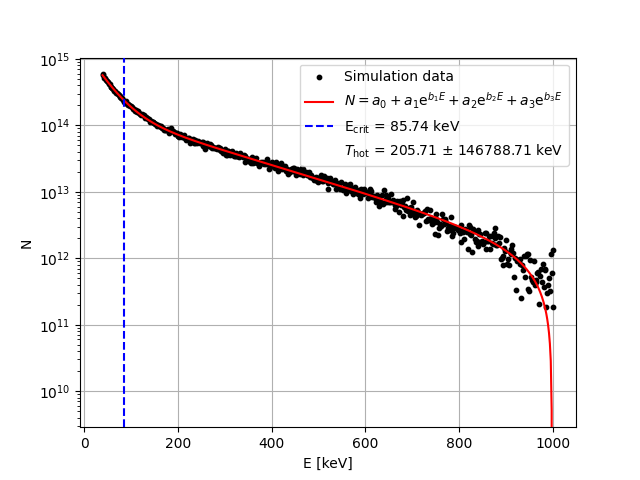 10¹⁵
10¹⁴
10¹³
10¹²
10¹¹
10¹⁰
N
Simulation data
N = a₀ + a₁e^{b₁E} + a₂e^{b₂E} + a₃e^{b₃E}
E_crit = 85.74 keV
T_hot = 205.71 ± 146788.71 keV
0 200 400 600 800 1000
E [keV]